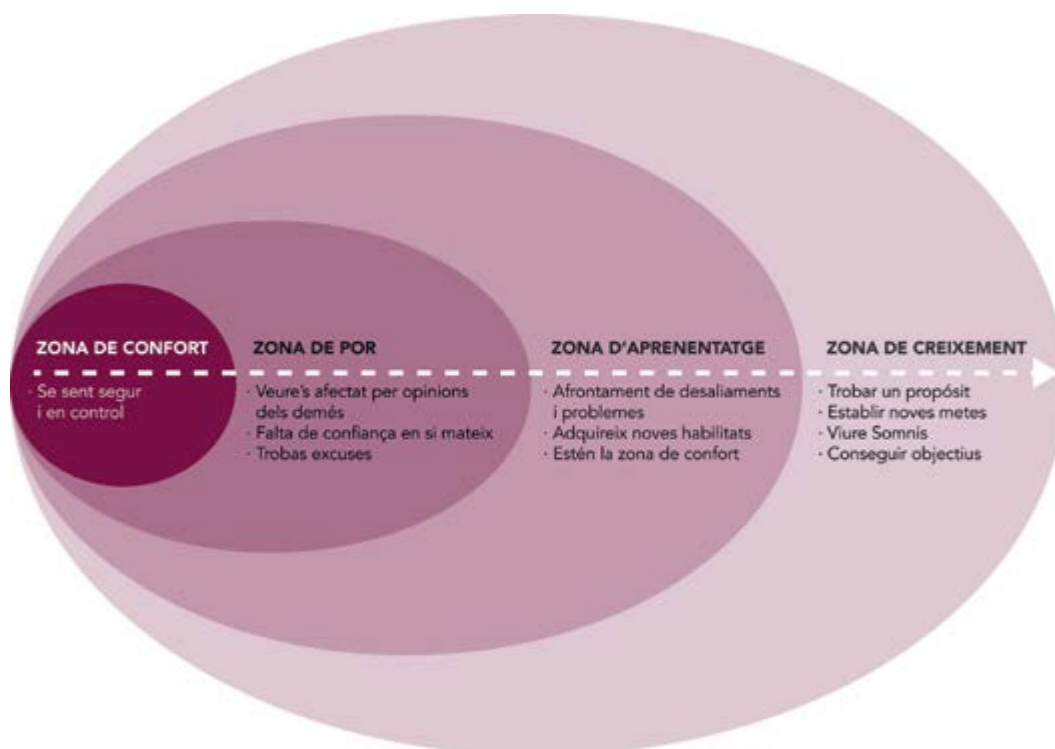 ZONA DE CONFORT
· Se sent segur
i en control
ZONA DE POR
· Veure's afectat per opinions
dels demés
· Falta de confiança en si mateix
· Trobas excuses
ZONA D'APRENENTATGE
· Afrontament de desaliaments
i problemes
· Adquireix noves habilitats
· Estén la zona de confort
ZONA DE CREIXEMENT
· Trobar un propósit
· Establir noves metes
· Viure Somnis
· Conseguir objectius